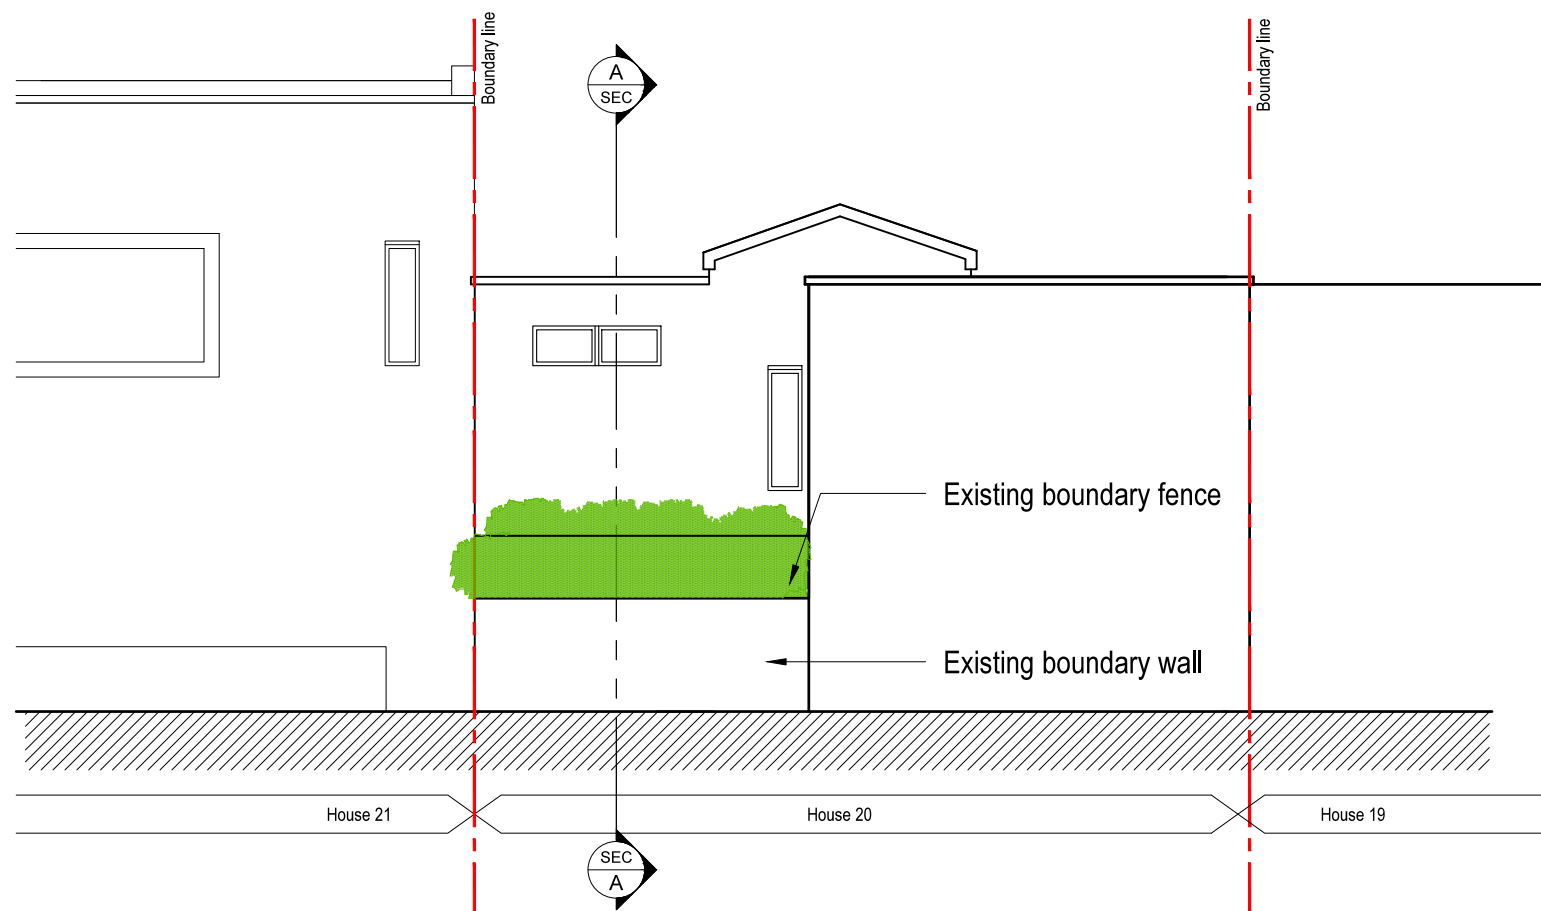 Boundary line
Boundary line
A
SEC
Existing boundary fence
Existing boundary wall
House 21
House 20
House 19
SEC
A